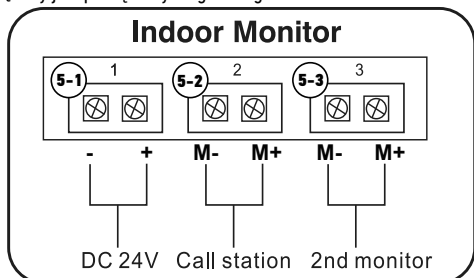 Indoor Monitor
1 2 3
5-1 5-2 5-3
- + M- M+ M- M+
DC 24V Call station 2nd monitor